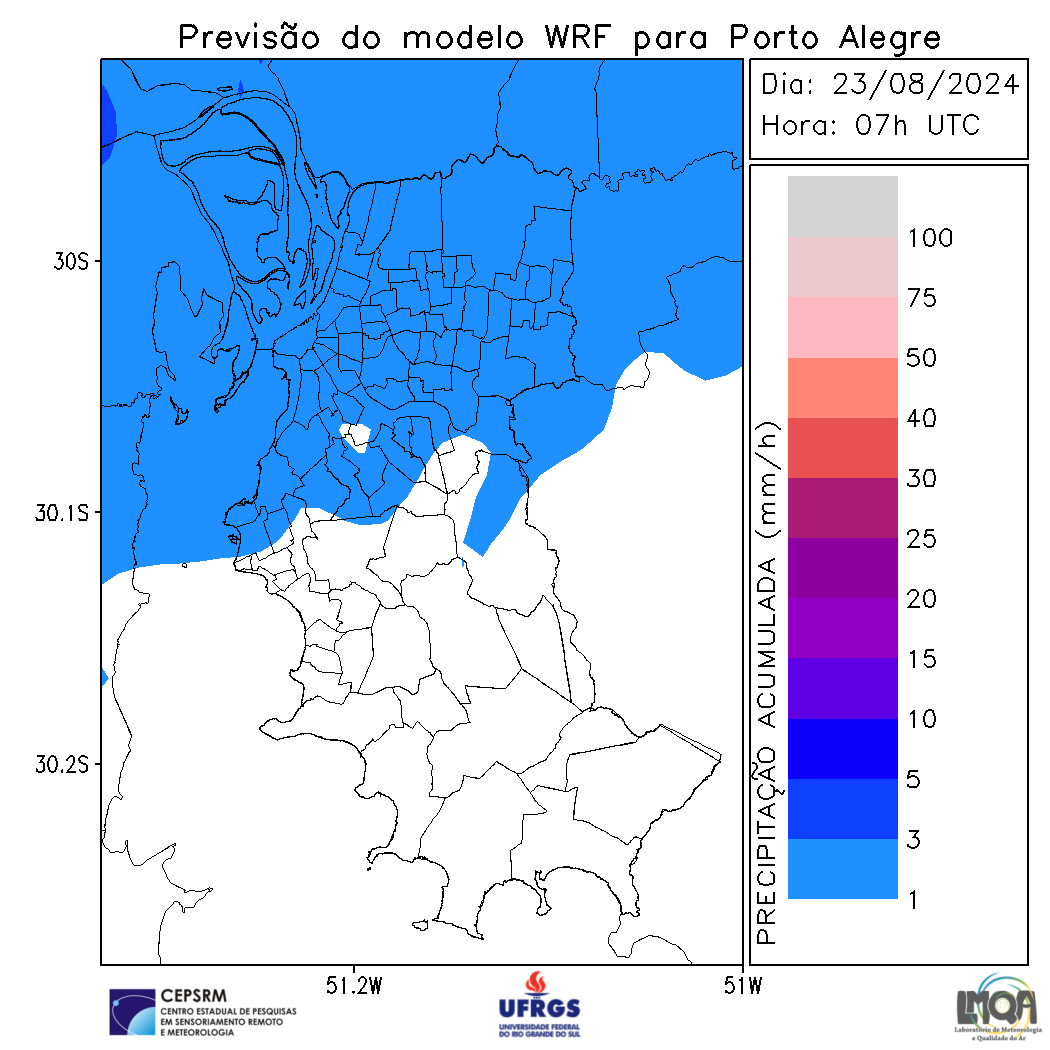 Previsão do modelo WRF para Porto Alegre
Dia: 23/08/2024
Hora: 07h UTC
100
75
50
40
30
25
20
15
10
5
3
1
PRECIPITAÇÃO ACUMULADA (mm/h)
30S
30.1S
30.2S
51.2W
51W
CEPSRM
CENTRO ESTADUAL DE PESQUISAS
EM SENSORIAMENTO REMOTO
E METEOROLOGIA
UFRGS
UNIVERSIDADE FEDERAL
DO RIO GRANDE DO SUL
LMQA
Laboratório de Meteorologia
e Qualidade do Ar